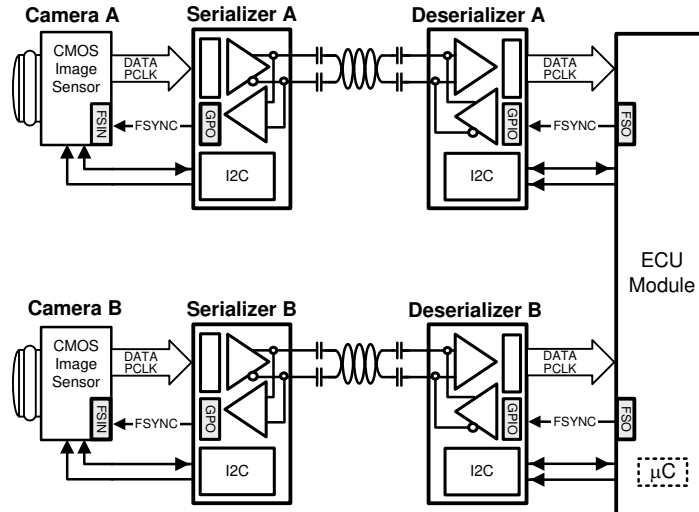 Camera A
Serializer A
Deserializer A
CMOS
Image
Sensor
DATA
PCLK
DATA
PCLK
FSIN
FSYNC
GPO
GPIO
FSYNC
FSO
I2C
I2C
ECU
Module
Camera B
Serializer B
Deserializer B
CMOS
Image
Sensor
DATA
PCLK
DATA
PCLK
FSIN
FSYNC
GPO
GPIO
FSYNC
FSO
I2C
I2C
μC